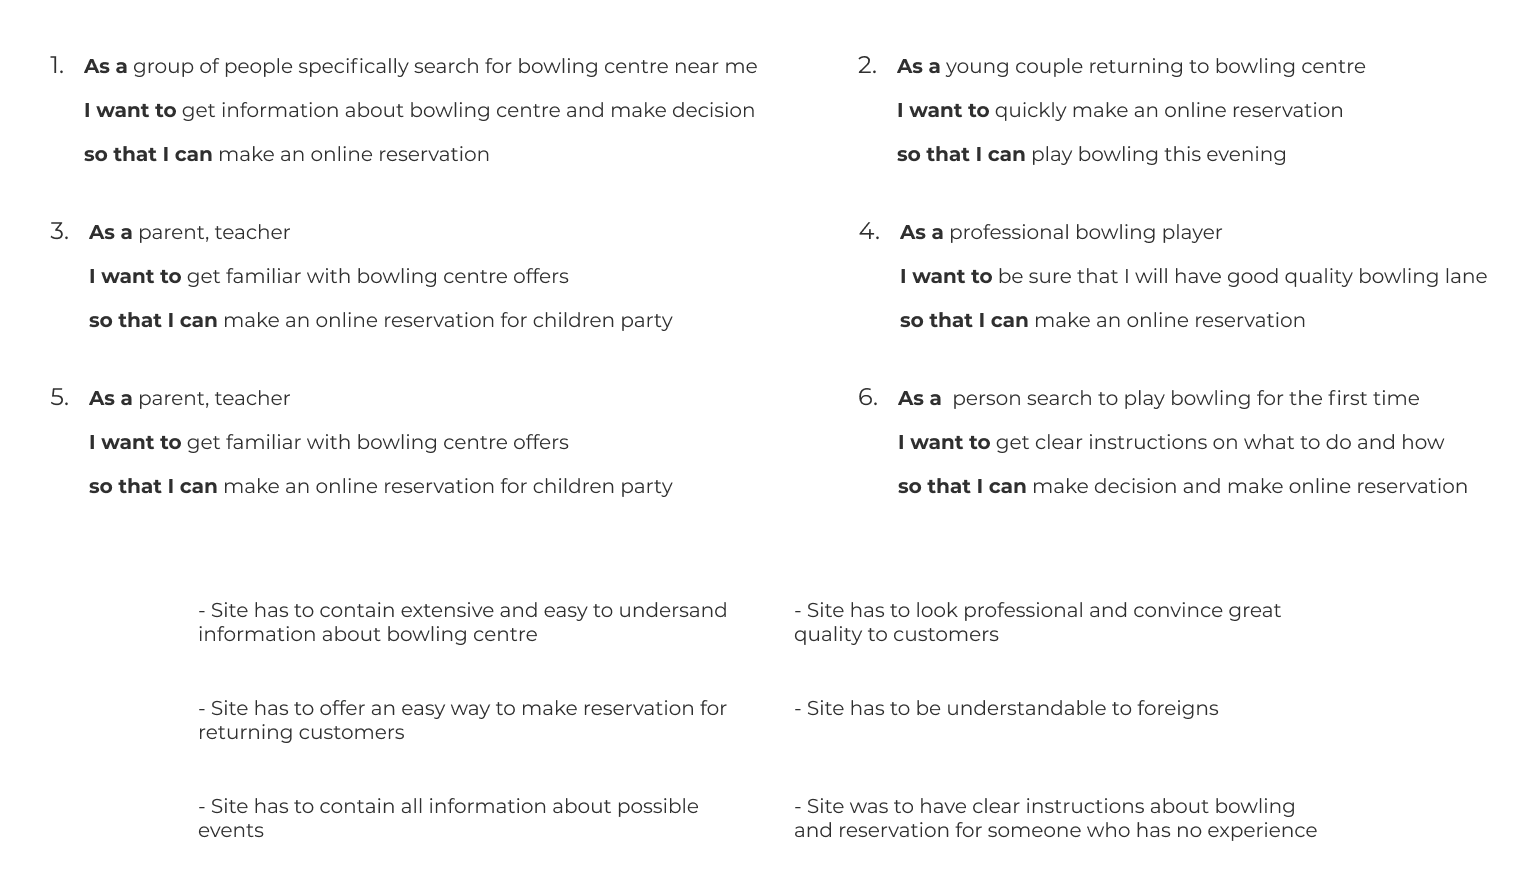 1. As a group of people specifically search for bowling centre near me
I want to get information about bowling centre and make decision
so that I can make an online reservation
2. As a young couple returning to bowling centre
I want to quickly make an online reservation
so that I can play bowling this evening
3. As a parent, teacher
I want to get familiar with bowling centre offers
so that I can make an online reservation for children party
4. As a professional bowling player
I want to be sure that I will have good quality bowling lane
so that I can make an online reservation
5. As a parent, teacher
I want to get familiar with bowling centre offers
so that I can make an online reservation for children party
6. As a person search to play bowling for the first time
I want to get clear instructions on what to do and how
so that I can make decision and make online reservation
- Site has to contain extensive and easy to undersand
information about bowling centre
- Site has to look professional and convince great
quality to customers
- Site has to offer an easy way to make reservation for
returning customers
- Site has to be understandable to foreigns
- Site has to contain all information about possible
events
- Site was to have clear instructions about bowling
and reservation for someone who has no experience